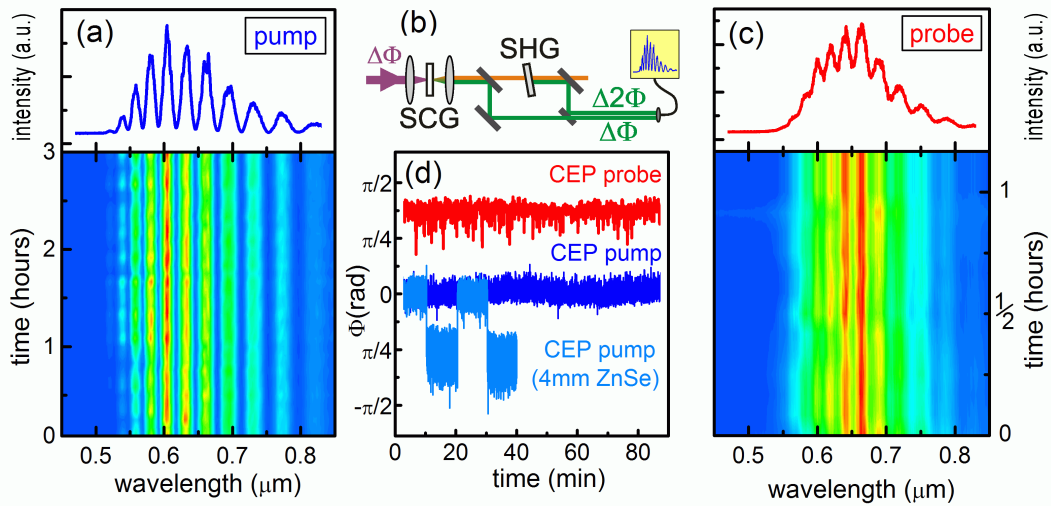 (a)
pump
intensity (a.u.)
3
2
1
0
time (hours)
0.5 0.6 0.7 0.8
wavelength (μm)
(b)
ΔΦ
SCG
SHG
Δ2Φ
ΔΦ
(c)
probe
intensity (a.u.)
1
1/2
0
time (hours)
0.5 0.6 0.7 0.8
wavelength (μm)
(d)
CEP probe
CEP pump
CEP pump
(4mm ZnSe)
π/2
π/4
0
π/4
-π/2
Φ(rad)
0 20 40 60 80
time (min)